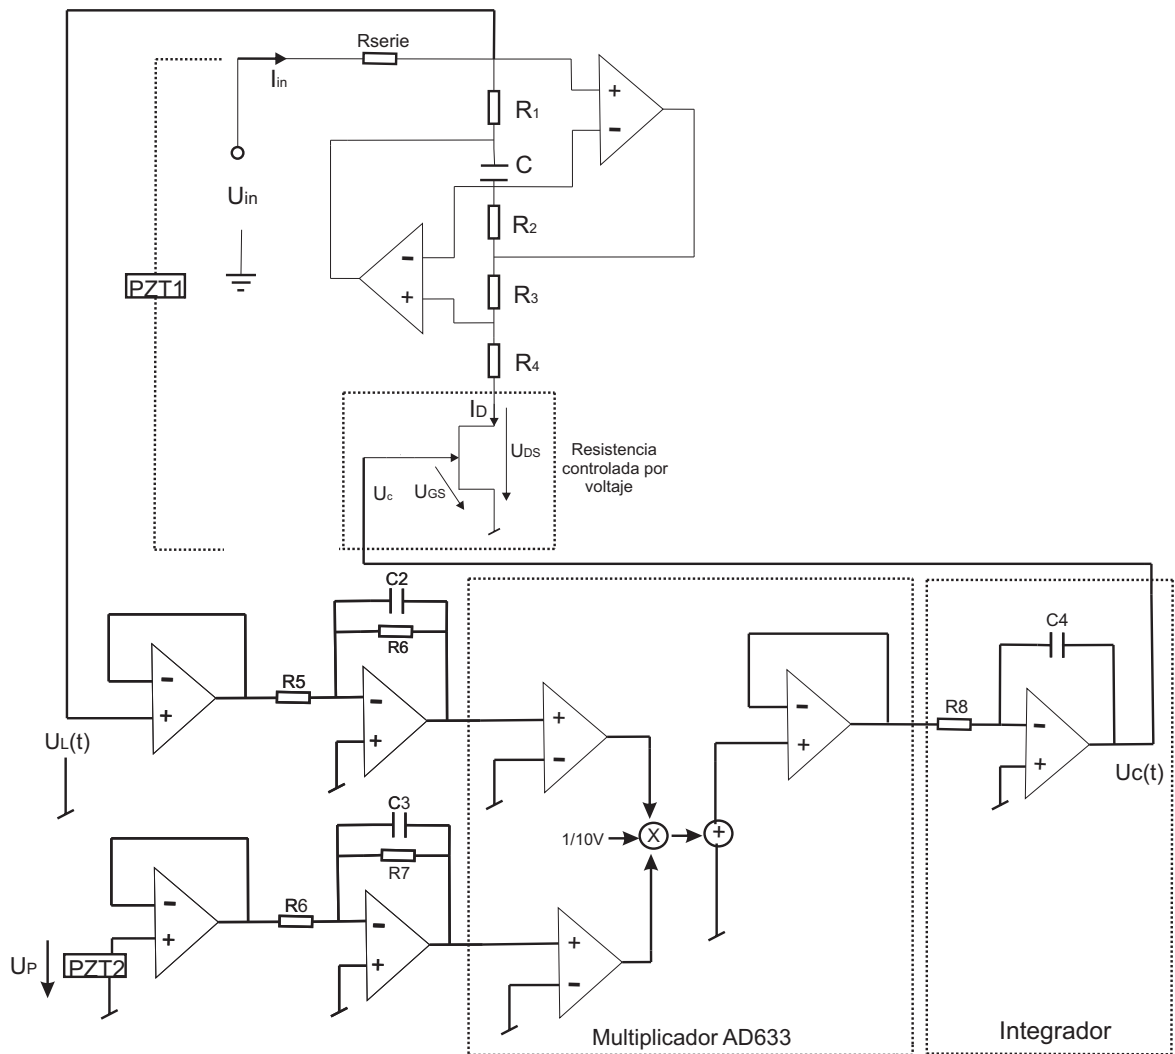 Rserie
Iin
+
-
R1
C
Uin
R2
-
+
PZT1
R3
R4
ID
UDS
Resistencia
controlada por
voltaje
Uc
UGS
C2
R6
C4
-
+
R5
-
+
-
+
R8
-
+
+
-
UL(t)
Uc(t)
C3
1/10V
X
+
R7
-
+
R6
-
+
+
-
UP
PZT2
Multiplicador AD633
Integrador